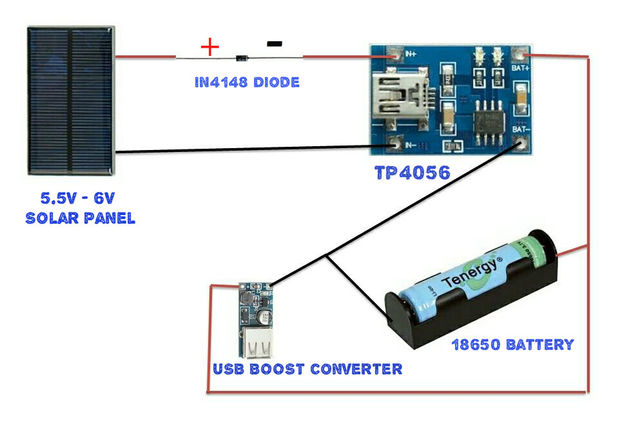 + -
IN4148 DIODE
IN+
BAT+
BAT-
IN-
TP4056
5.5V - 6V
SOLAR PANEL
Tenergy®
18650 BATTERY
USB BOOST CONVERTER